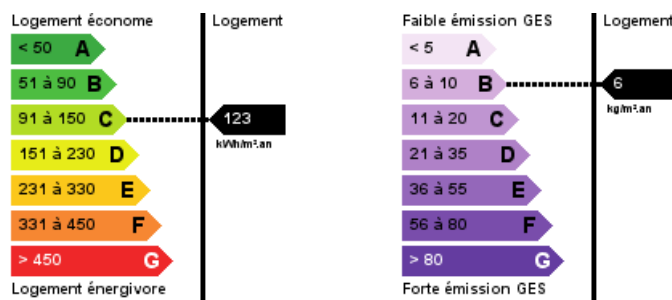 Logement économe
Logement
< 50 A
51 à 90 B
91 à 150 C
123
kWh/m².an
151 à 230 D
231 à 330 E
331 à 450 F
> 450 G
Logement énergivore
Faible émission GES
Logement
< 5 A
6 à 10 B
6
kg/m².an
11 à 20 C
21 à 35 D
36 à 55 E
56 à 80 F
> 80 G
Forte émission GES